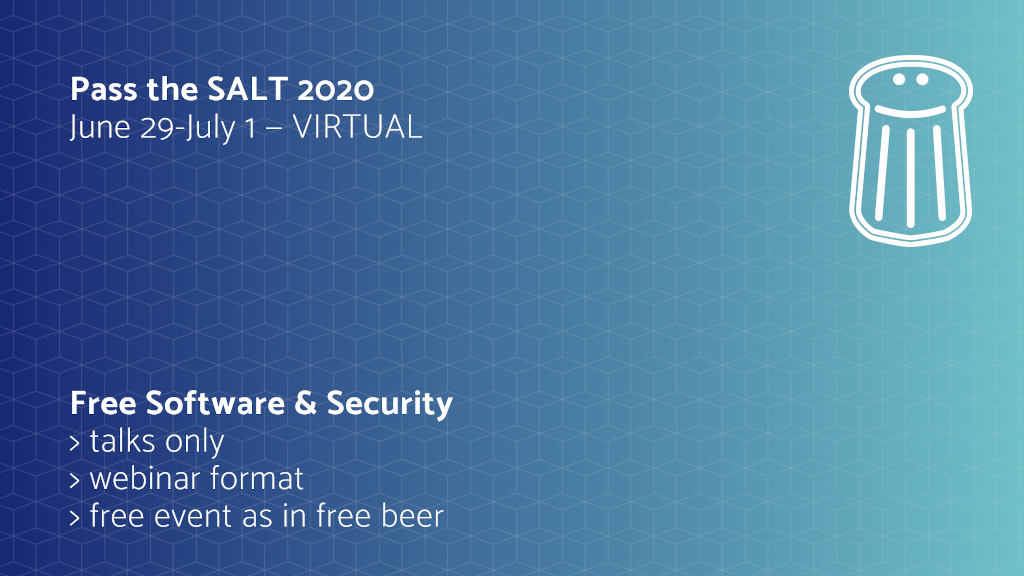 Pass the SALT 2020
June 29-July 1 – VIRTUAL
Free Software & Security
> talks only
> webinar format
> free event as in free beer